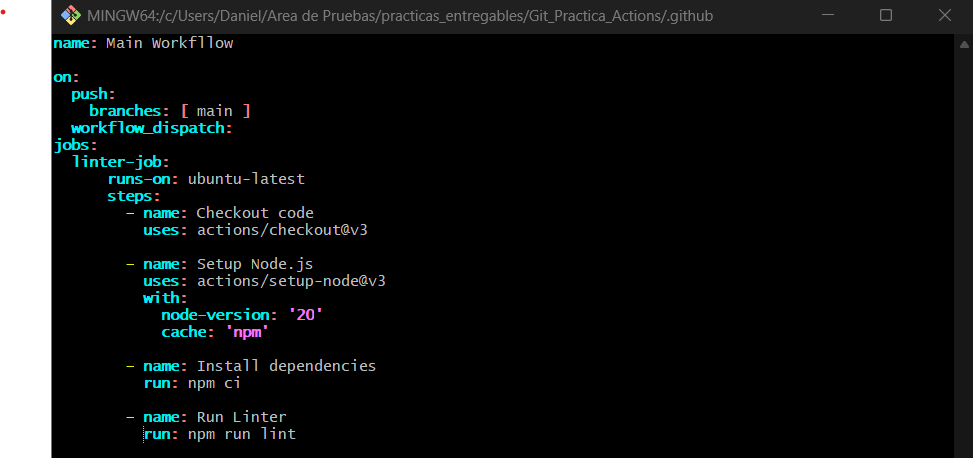 MINGW64:/c/Users/Daniel/Area de Pruebas/practicas_entregables/Git_Practica_Actions/.github
name: Main Workfllow
on:
push:
branches: [ main ]
workflow_dispatch:
jobs:
linter-job:
runs-on: ubuntu-latest
steps:
- name: Checkout code
uses: actions/checkout@v3
- name: Setup Node.js
uses: actions/setup-node@v3
with:
node-version: '20'
cache: 'npm'
- name: Install dependencies
run: npm ci
- name: Run Linter
run: npm run lint